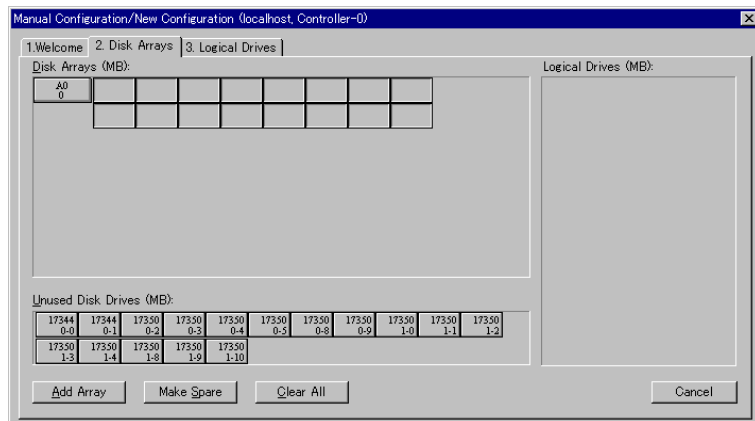 Manual Configuration/New Configuration (localhost, Controller-0)
1.Welcome 2. Disk Arrays 3. Logical Drives
Disk Arrays (MB):
Logical Drives (MB):
A0
0
Unused Disk Drives (MB):
17344 17344 17350 17350 17350 17350 17350 17350 17350 17350 17350
0-0 0-1 0-2 0-3 0-4 0-5 0-8 0-9 1-0 1-1 1-2
17350 17350 17350 17350 17350
1-3 1-4 1-8 1-9 1-10
Add Array Make Spare Clear All Cancel